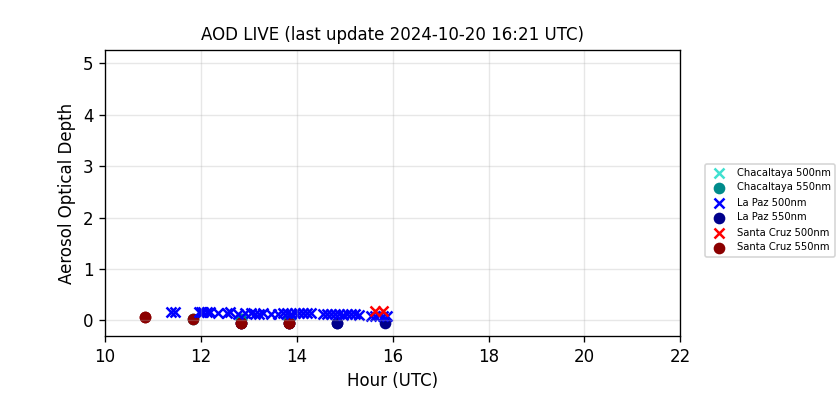 AOD LIVE (last update 2024-10-20 16:21 UTC)
Aerosol Optical Depth
5
4
3
2
1
0
10 12 14 16 18 20 22
Hour (UTC)
Chacaltaya 500nm
Chacaltaya 550nm
La Paz 500nm
La Paz 550nm
Santa Cruz 500nm
Santa Cruz 550nm